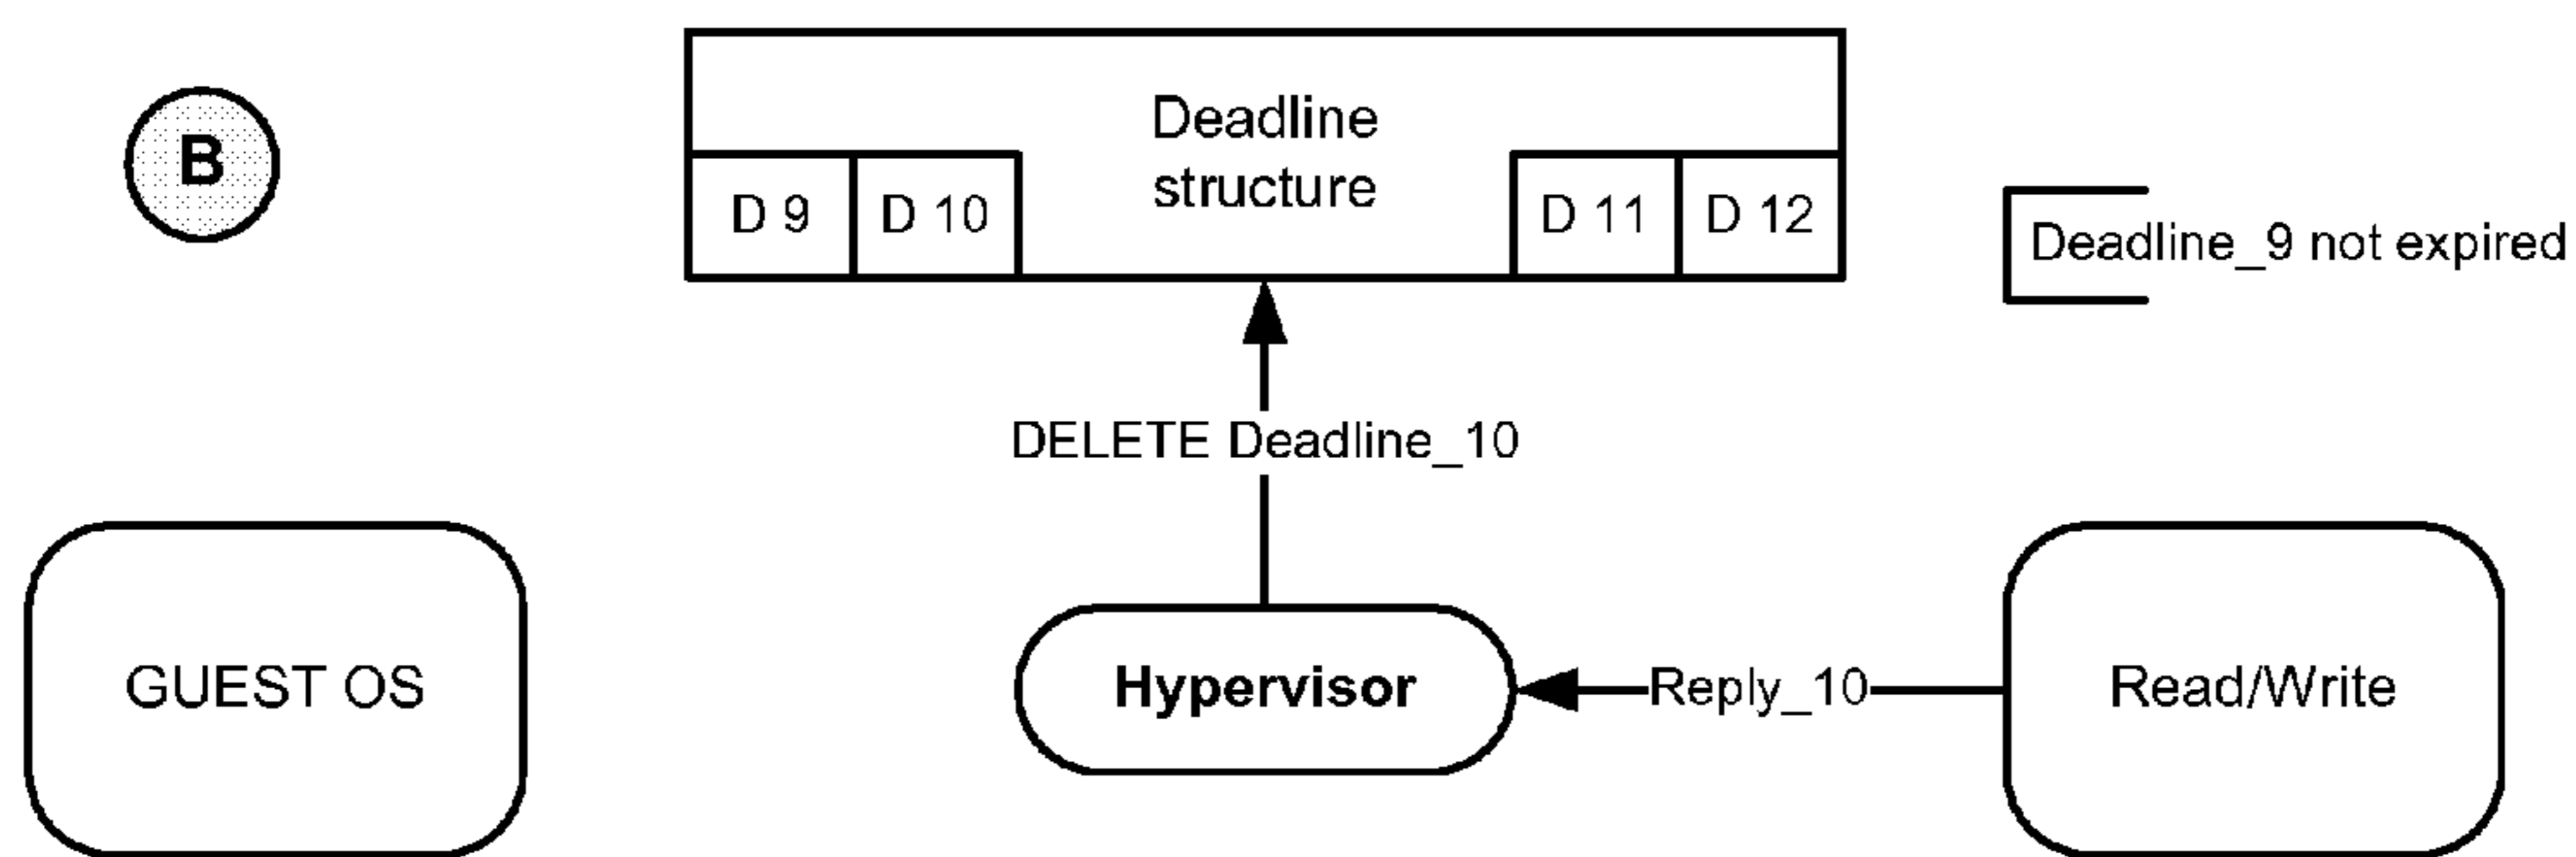 B
Deadline
structure
D 9
D 10
D 11
D 12
Deadline_9 not expired
DELETE Deadline_10
GUEST OS
Hypervisor
Reply_10
Read/Write